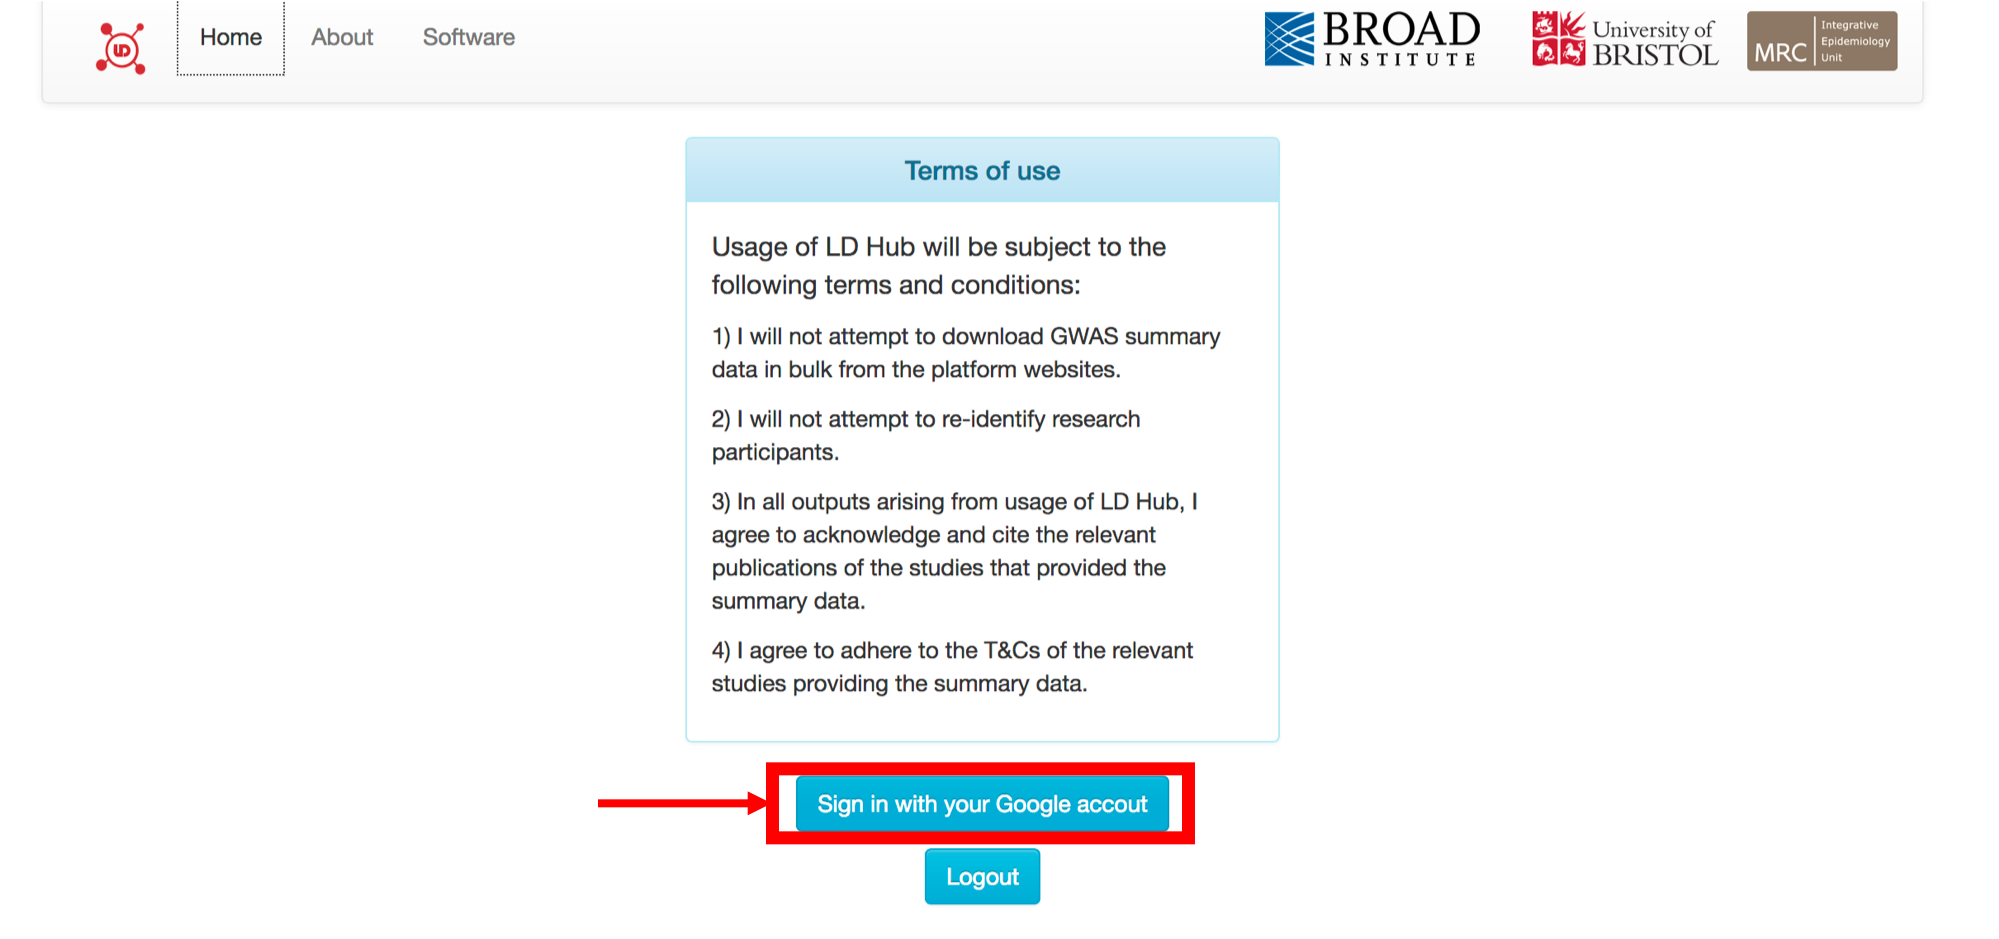 LD
Home
About
Software
BROAD
INSTITUTE
University of
BRISTOL
MRC
Integrative
Epidemiology
Unit
Terms of use
Usage of LD Hub will be subject to the
following terms and conditions:
1) I will not attempt to download GWAS summary
data in bulk from the platform websites.
2) I will not attempt to re-identify research
participants.
3) In all outputs arising from usage of LD Hub, I
agree to acknowledge and cite the relevant
publications of the studies that provided the
summary data.
4) I agree to adhere to the T&Cs of the relevant
studies providing the summary data.
Sign in with your Google accout
Logout